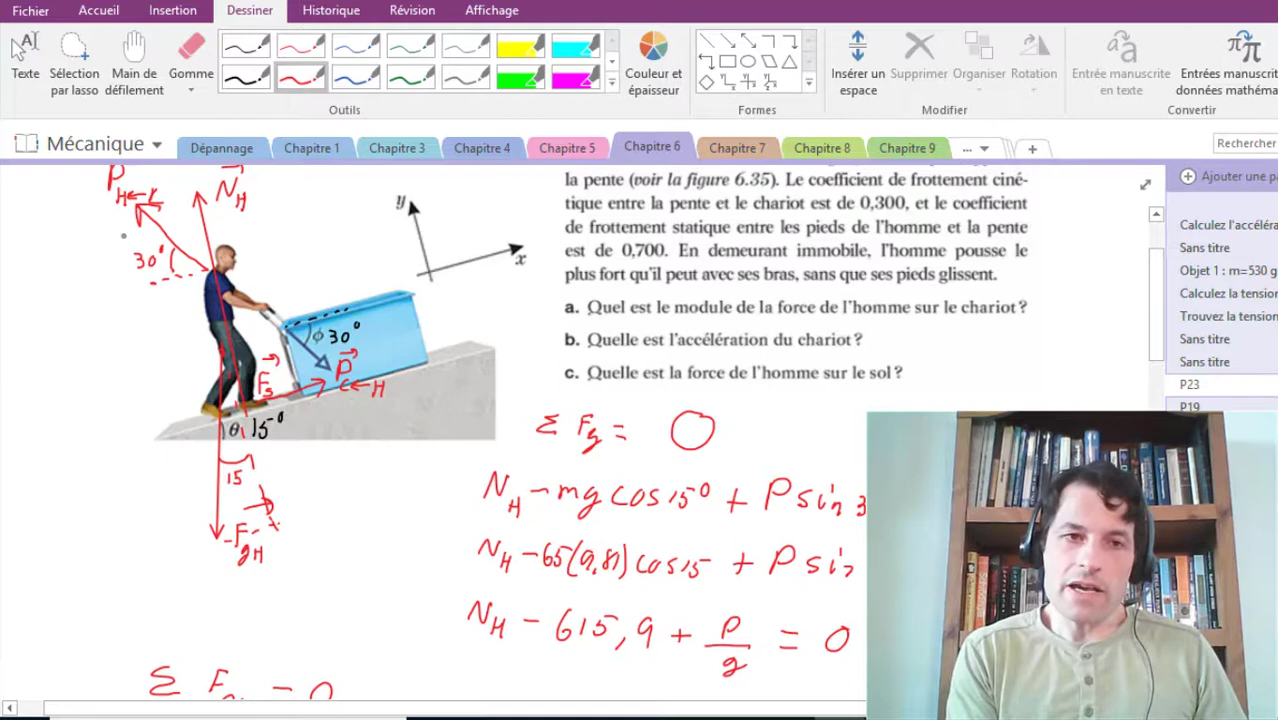 Fichier Accueil Insertion Dessiner Historique Révision Affichage
Texte
Sélection
par lasso
Main de
défilement
Gomme
Couleur et
épaisseur
Insérer un
espace
Supprimer
Organiser
Rotation
Entrée manuscrite
en texte
Entrées manuscrit
données mathéma
Outils
Formes
Modifier
Convertir
Mécanique
Dépannage Chapitre 1 Chapitre 3 Chapitre 4 Chapitre 5 Chapitre 6 Chapitre 7 Chapitre 8 Chapitre 9
Rechercher
Ajouter une pa
Calculez l'accéléra
Sans titre
Objet 1 : m=530 g
Calculez la tension
Trouvez la tension
Sans titre
Sans titre
P23
P19
la pente (voir la figure 6.35). Le coefficient de frottement ciné-
tique entre la pente et le chariot est de 0,300, et le coefficient
de frottement statique entre les pieds de l'homme et la pente
est de 0,700. En demeurant immobile, l'homme pousse le
plus fort qu'il peut avec ses bras, sans que ses pieds glissent.
a. Quel est le module de la force de l'homme sur le chariot ?
b. Quelle est l'accélération du chariot ?
c. Quelle est la force de l'homme sur le sol ?
N H
30°
y
x
ϕ 30°
F s
P C←H
θ 15°
15
F gH
Σ F y = 0
N H − mg cos 15° + P sin 3
N H − 65(9,81) cos 15 + P sin
N H − 615,9 + P/2 = 0